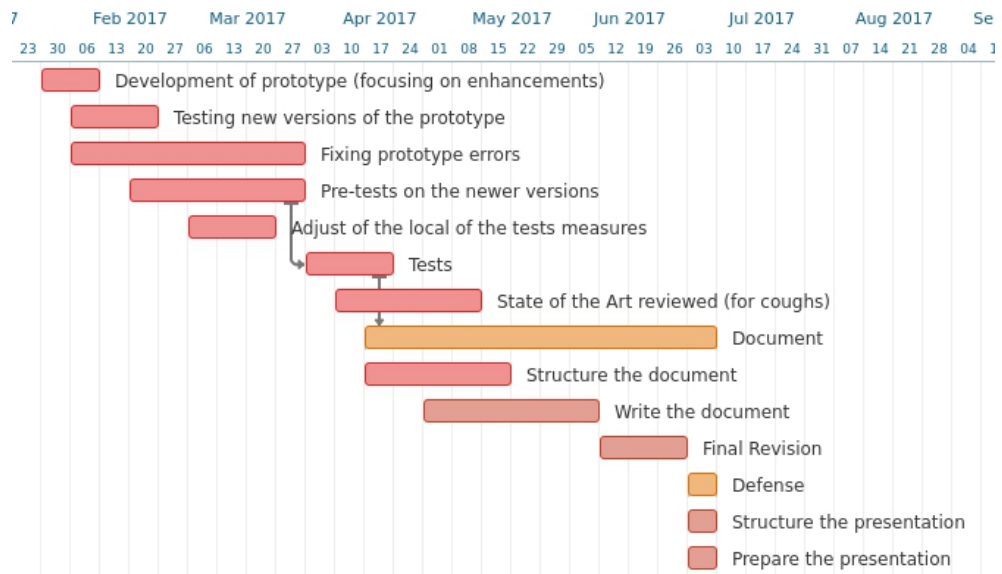 7 Feb 2017 Mar 2017 Apr 2017 May 2017 Jun 2017 Jul 2017 Aug 2017 Se
23 30 06 13 20 27 06 13 20 27 03 10 17 24 01 08 15 22 29 05 12 19 26 03 10 17 24 31 07 14 21 28 04 1
Development of prototype (focusing on enhancements)
Testing new versions of the prototype
Fixing prototype errors
Pre-tests on the newer versions
Adjust of the local of the tests measures
Tests
State of the Art reviewed (for coughs)
Document
Structure the document
Write the document
Final Revision
Defense
Structure the presentation
Prepare the presentation